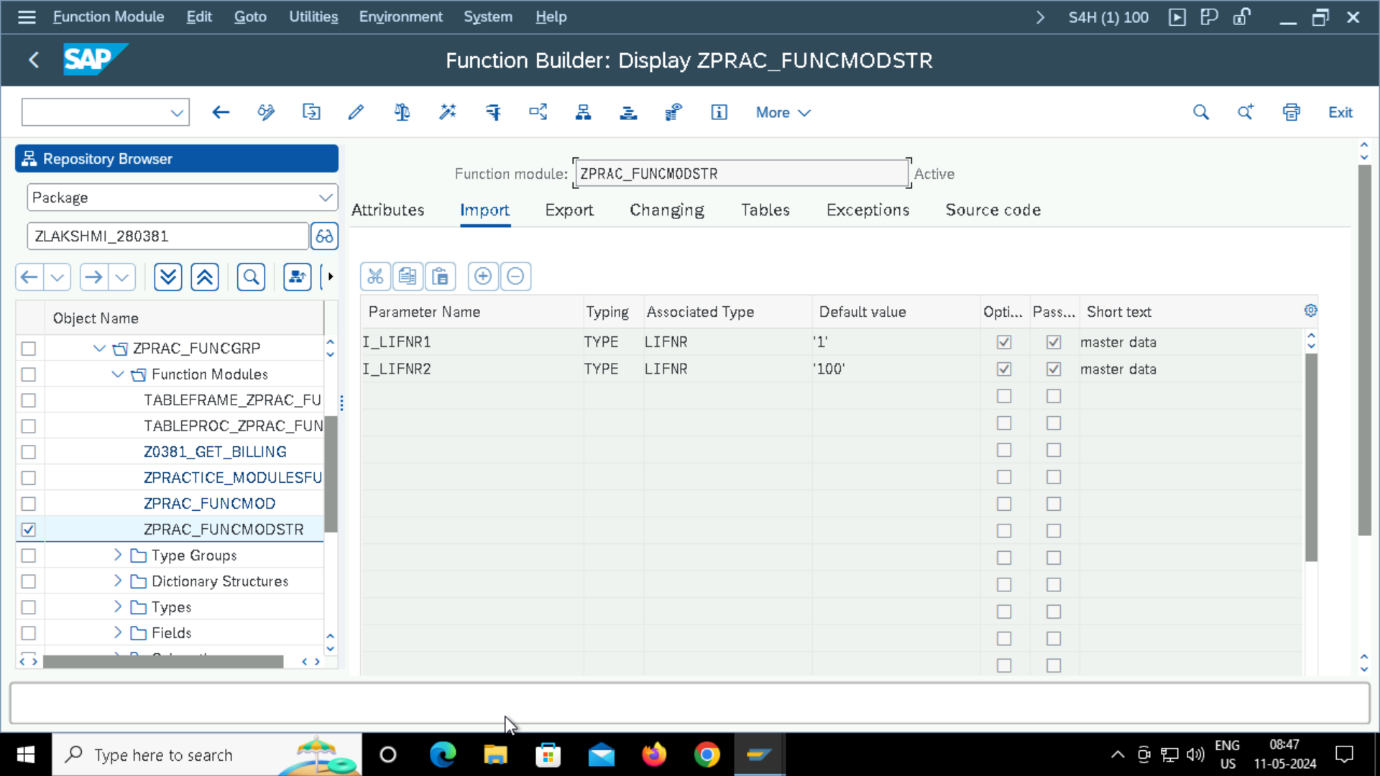 Function Module Edit Goto Utilities Environment System Help S4H (1) 100
SAP Function Builder: Display ZPRAC_FUNCMODSTR
More Exit
Repository Browser
Package
ZLAKSHMI_280381
Object Name
ZPRAC_FUNCGRP
Function Modules
TABLEFRAME_ZPRAC_FU
TABLEPROC_ZPRAC_FUN
Z0381_GET_BILLING
ZPRACTICE_MODULESFU
ZPRAC_FUNCMOD
ZPRAC_FUNCMODSTR
Type Groups
Dictionary Structures
Types
Fields
Function module: ZPRAC_FUNCMODSTR Active
Attributes Import Export Changing Tables Exceptions Source code
Parameter Name Typing Associated Type Default value Opti... Pass... Short text
I_LIFNR1 TYPE LIFNR '1' master data
I_LIFNR2 TYPE LIFNR '100' master data
Type here to search
ENG 08:47
US 11-05-2024